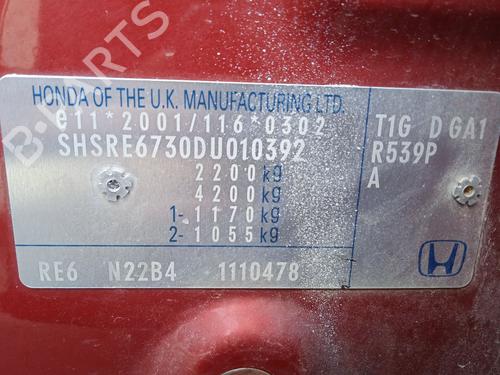 B-PARTS
HONDA OF THE U.K. MANUFACTURING LTD.
e11*2001/116*0302
SHSRE6730DU010392
2200kg
4200kg
1- 1170kg
2- 1055kg
T1G D GA1
R539P
A
RE6 N22B4 1110478